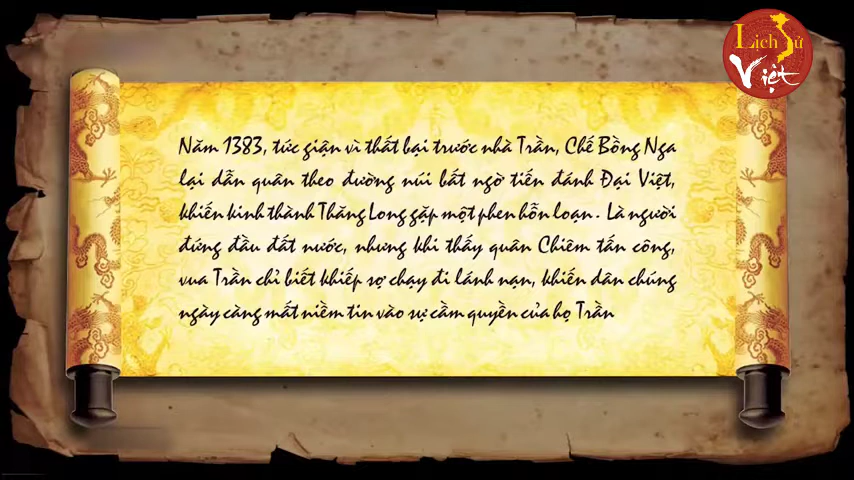 Lịch Sử
Việt
Năm 1383, tức giận vì thất bại trước nhà Trần, Chế Bồng Nga
lại dẫn quân theo đường núi bất ngờ tiến đánh Đại Việt,
khiến kinh thành Thăng Long gặp một phen hỗn loạn. Là người
đứng đầu đất nước, nhưng khi thấy quân Chiêm tấn công,
vua Trần chỉ biết khiếp sợ chạy đi lánh nạn, khiến dân chúng
ngày càng mất niềm tin vào sự cầm quyền của họ Trần